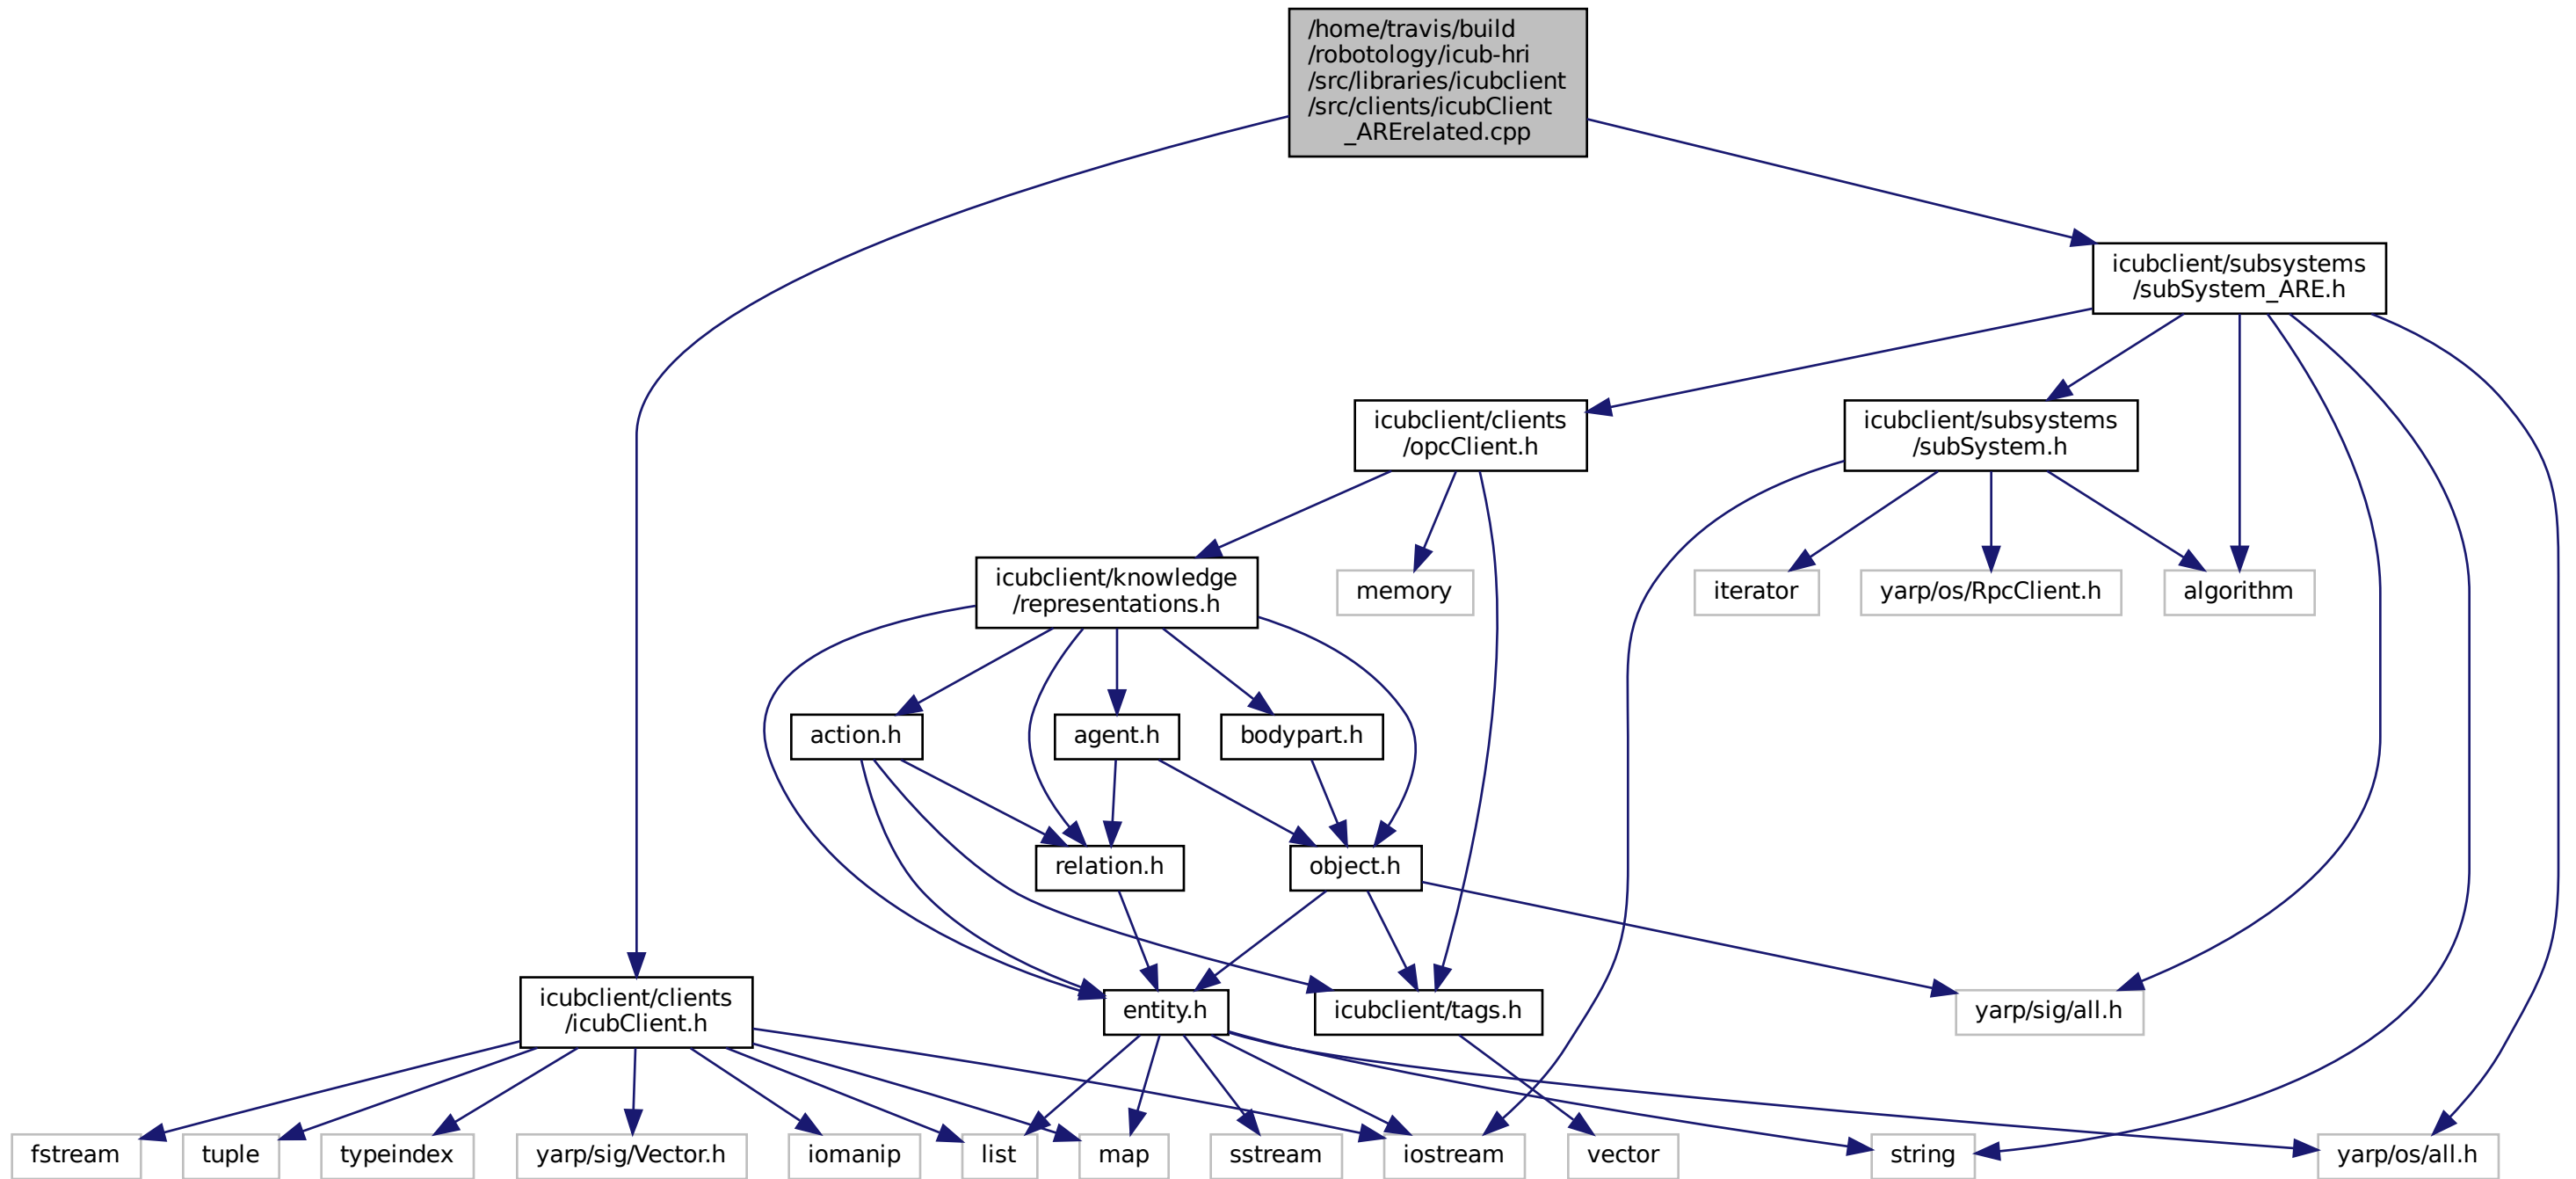 /home/travis/build
/robotology/icub-hri
/src/libraries/icubclient
/src/clients/icubClient
_ARErelated.cpp
icubclient/subsystems
/subSystem_ARE.h
icubclient/clients
/opcClient.h
icubclient/subsystems
/subSystem.h
icubclient/knowledge
/representations.h
memory
iterator
yarp/os/RpcClient.h
algorithm
action.h
agent.h
bodypart.h
relation.h
object.h
icubclient/clients
/icubClient.h
entity.h
icubclient/tags.h
yarp/sig/all.h
fstream
tuple
typeindex
yarp/sig/Vector.h
iomanip
list
map
sstream
iostream
vector
string
yarp/os/all.h